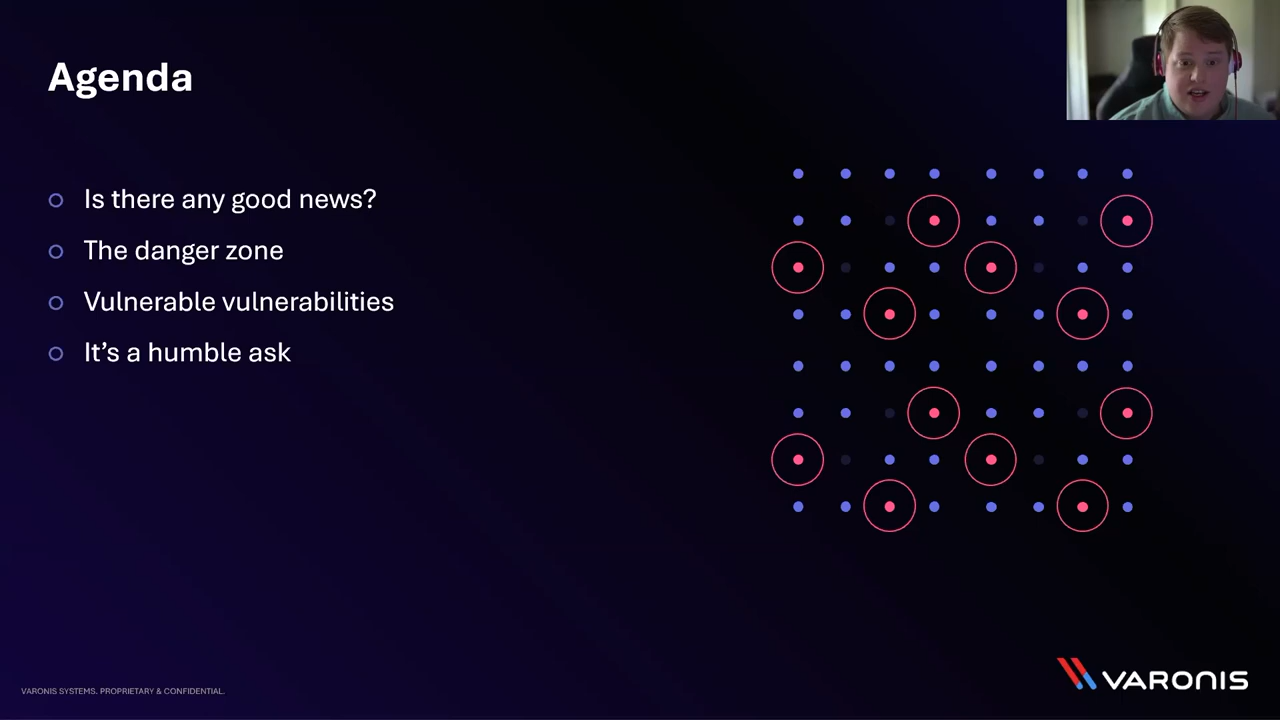 Agenda
Is there any good news?
The danger zone
Vulnerable vulnerabilities
It’s a humble ask
VARONIS SYSTEMS. PROPRIETARY & CONFIDENTIAL.
VARONIS